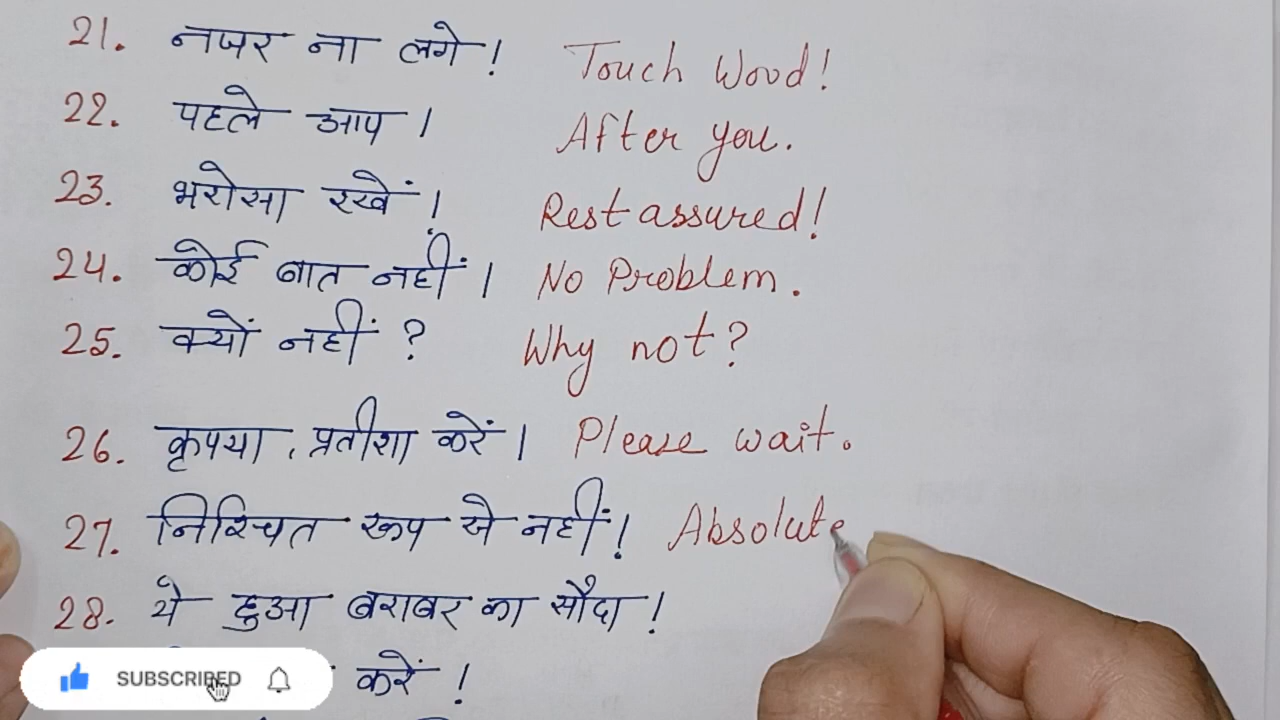 21. नजर ना लगे! Touch Wood!
22. पहले आप। After you.
23. भरोसा रखें! Rest assured!
24. कोई बात नहीं। No Problem.
25. क्यों नहीं? Why not?
26. कृपया, प्रतीक्षा करें। Please wait.
27. निश्चित रूप से नहीं! Absolute
28. ये हुआ बराबर का सौदा!
करें!
SUBSCRIBED